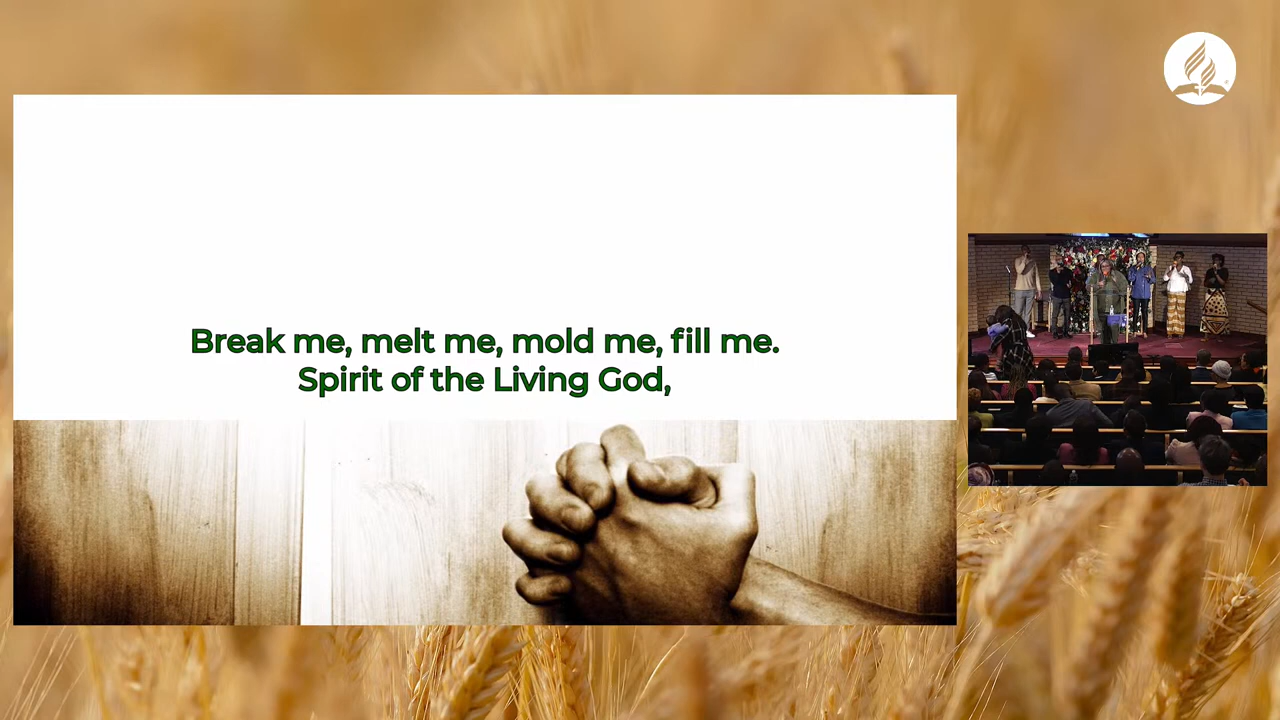 Break me, melt me, mold me, fill me.
Spirit of the Living God,